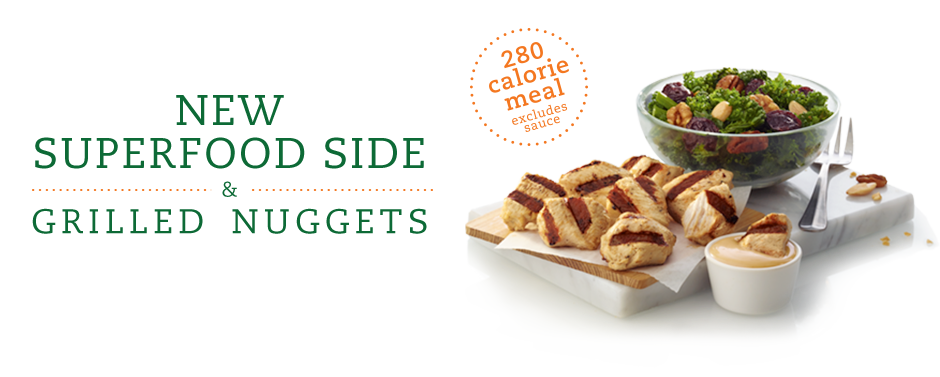 NEW
SUPERFOOD SIDE
&
GRILLED NUGGETS
280
calorie
meal
excludes
sauce